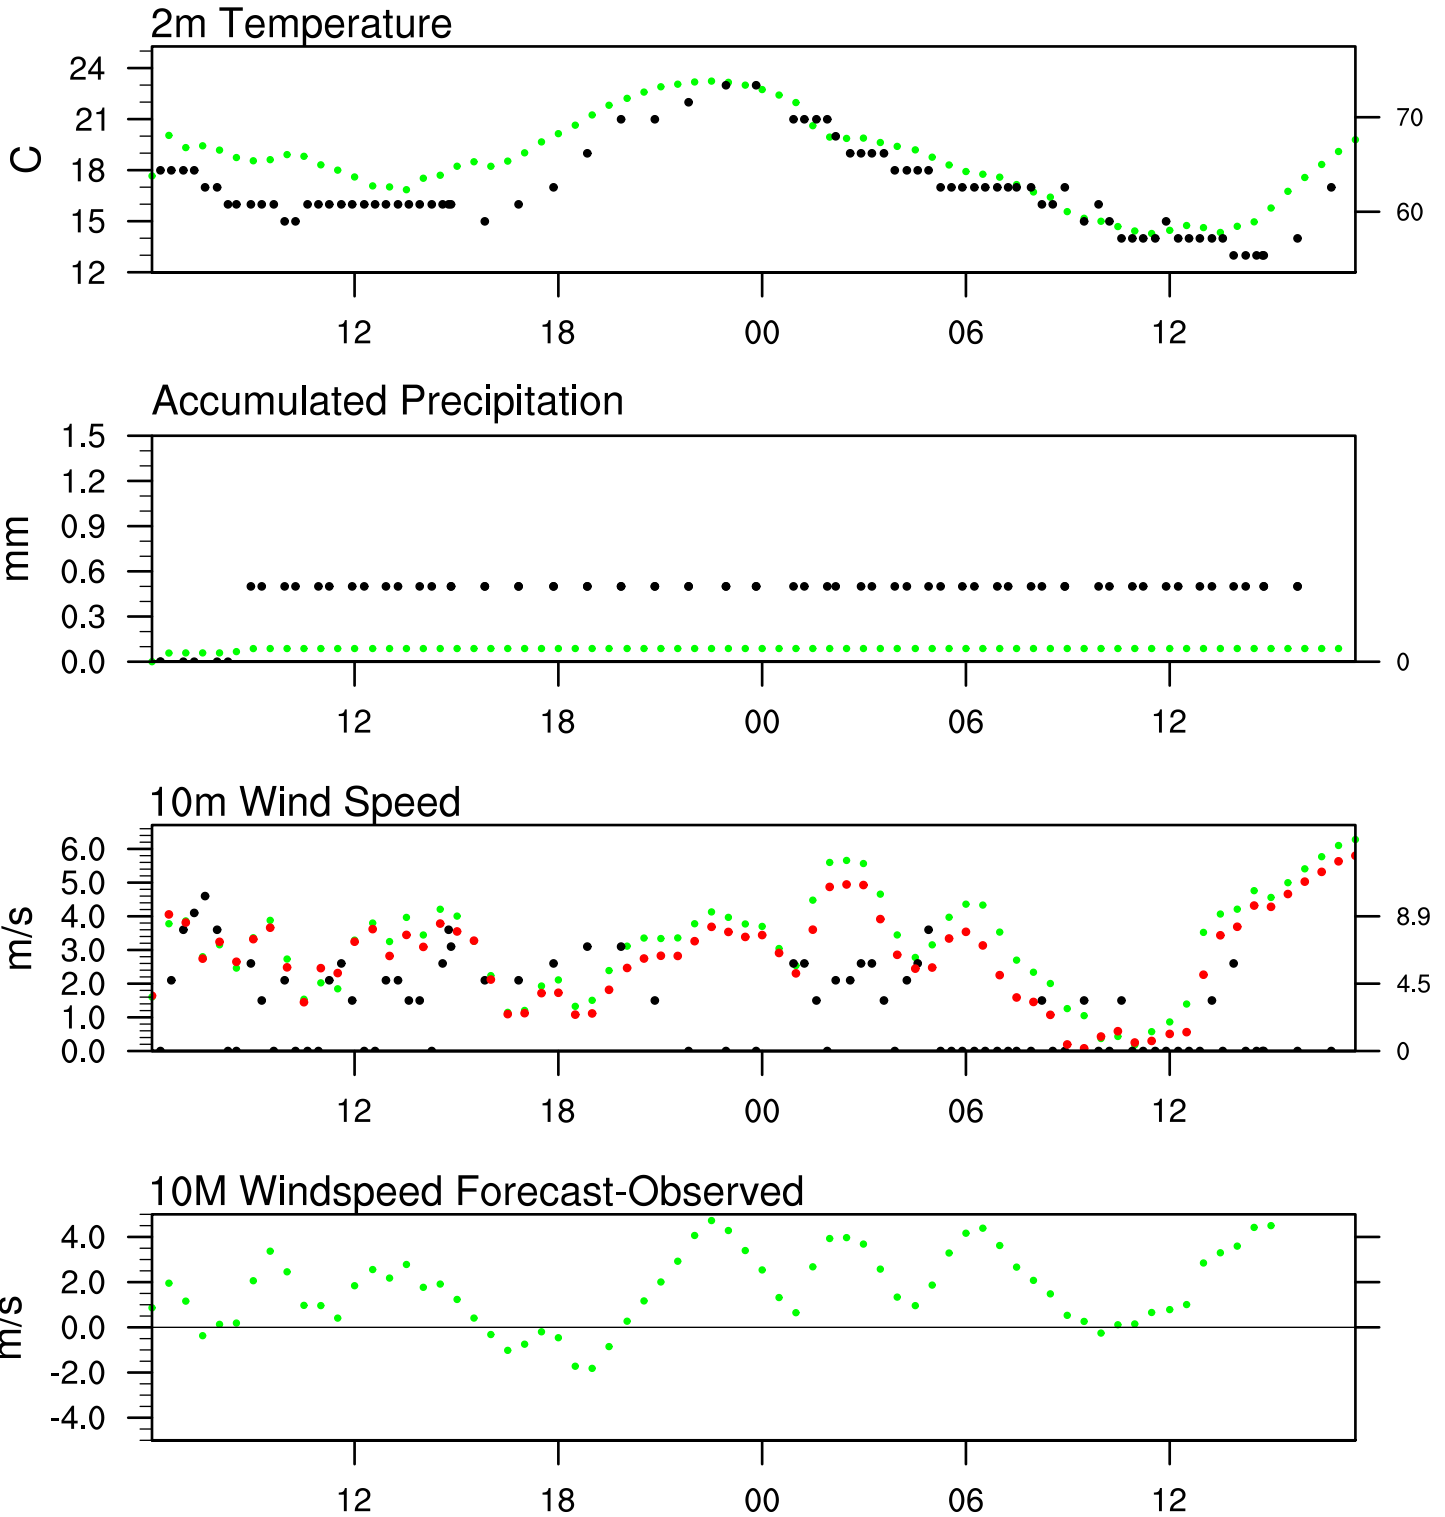 2m Temperature
24
21
18
15
12
C
70
60
12 18 00 06 12
Accumulated Precipitation
1.5
1.2
0.9
0.6
0.3
0.0
mm
0
12 18 00 06 12
10m Wind Speed
6.0
5.0
4.0
3.0
2.0
1.0
0.0
m/s
8.9
4.5
0
12 18 00 06 12
10M Windspeed Forecast-Observed
4.0
2.0
0.0
-2.0
-4.0
m/s
12 18 00 06 12